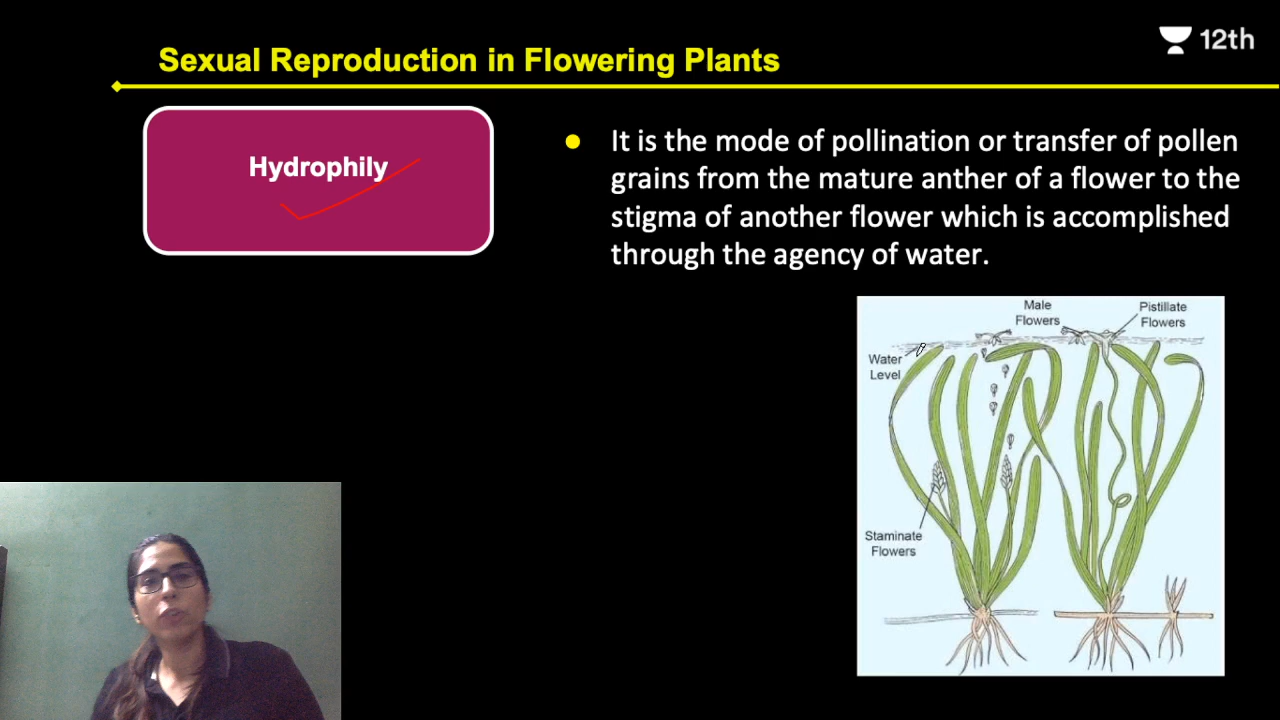 12th
Sexual Reproduction in Flowering Plants
Hydrophily
It is the mode of pollination or transfer of pollen
grains from the mature anther of a flower to the
stigma of another flower which is accomplished
through the agency of water.
Male
Flowers
Pistillate
Flowers
Water
Level
Staminate
Flowers